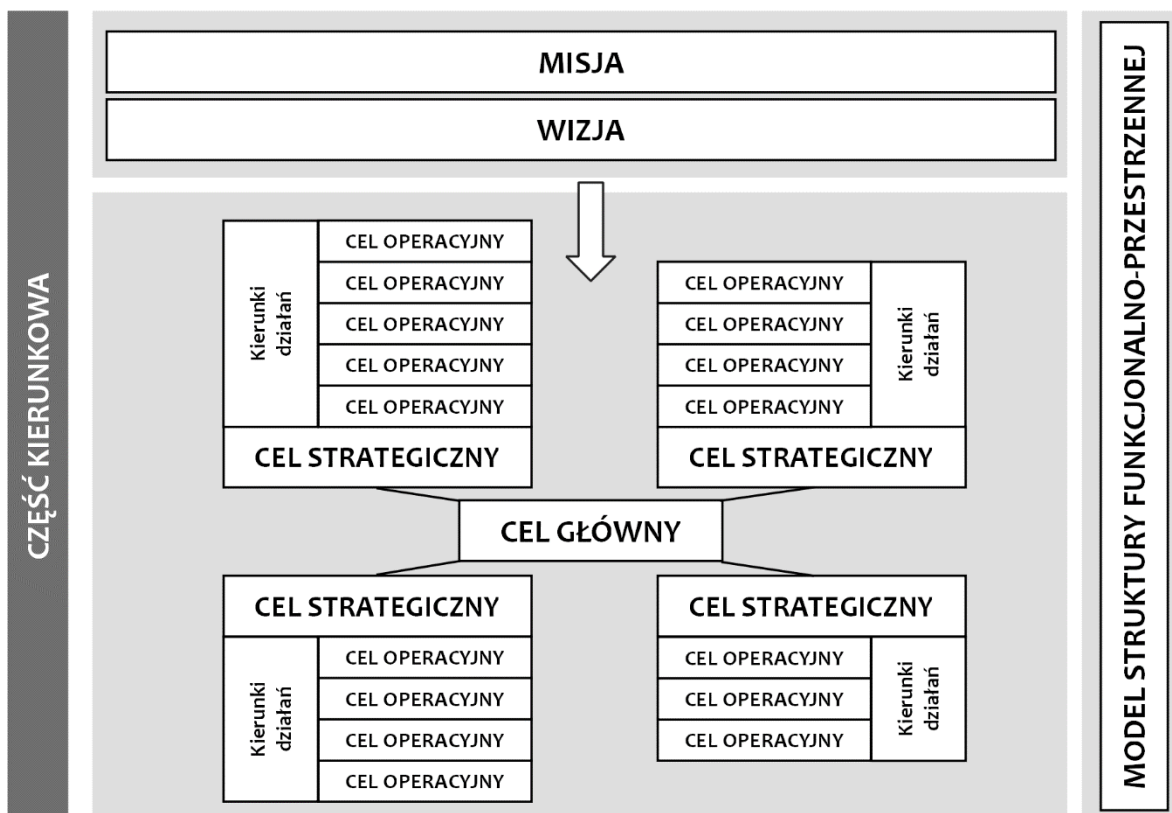 CZĘŚĆ KIERUNKOWA
MISJA
WIZJA
Kierunki
działań
CEL OPERACYJNY
CEL OPERACYJNY
CEL OPERACYJNY
CEL OPERACYJNY
CEL OPERACYJNY
CEL STRATEGICZNY
CEL OPERACYJNY
CEL OPERACYJNY
CEL OPERACYJNY
CEL OPERACYJNY
Kierunki
działań
CEL STRATEGICZNY
CEL GŁÓWNY
CEL STRATEGICZNY
Kierunki
działań
CEL OPERACYJNY
CEL OPERACYJNY
CEL OPERACYJNY
CEL OPERACYJNY
CEL STRATEGICZNY
CEL OPERACYJNY
CEL OPERACYJNY
CEL OPERACYJNY
Kierunki
działań
MODEL STRUKTURY FUNKCJONALNO-PRZESTRZENNEJ